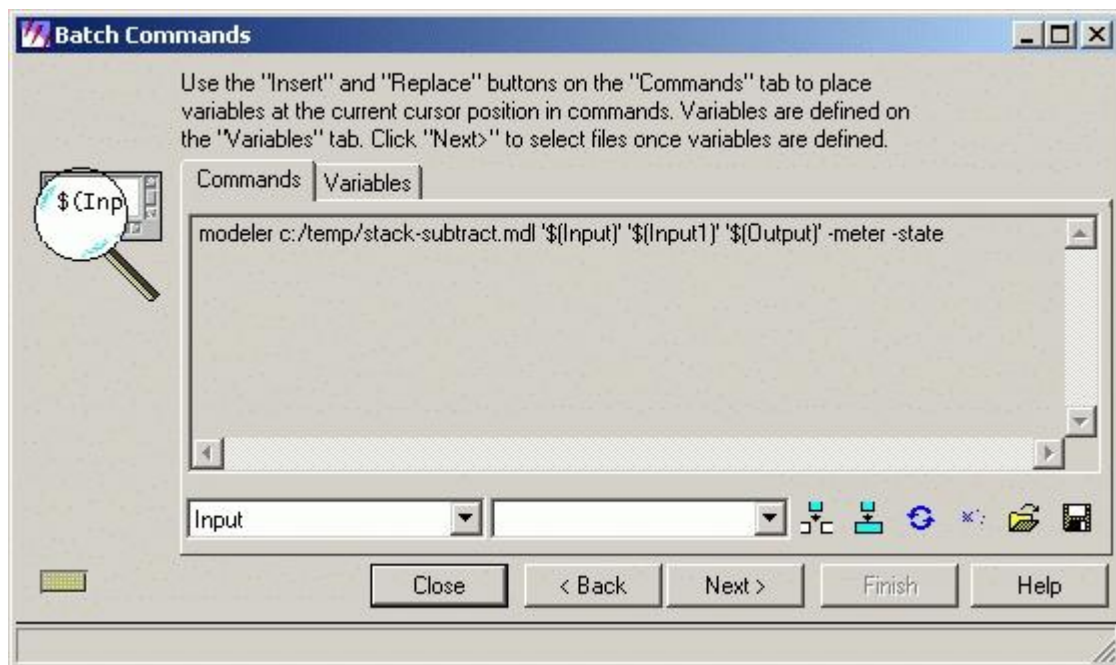 Batch Commands
Use the "Insert" and "Replace" buttons on the "Commands" tab to place
variables at the current cursor position in commands. Variables are defined on
the "Variables" tab. Click "Next>" to select files once variables are defined.
$(Inp
Commands
Variables
modeler c:/temp/stack-subtract.mdl '$(Input)' '$(Input1)' '$(Output)' -meter -state
Input
Close
< Back
Next >
Finish
Help